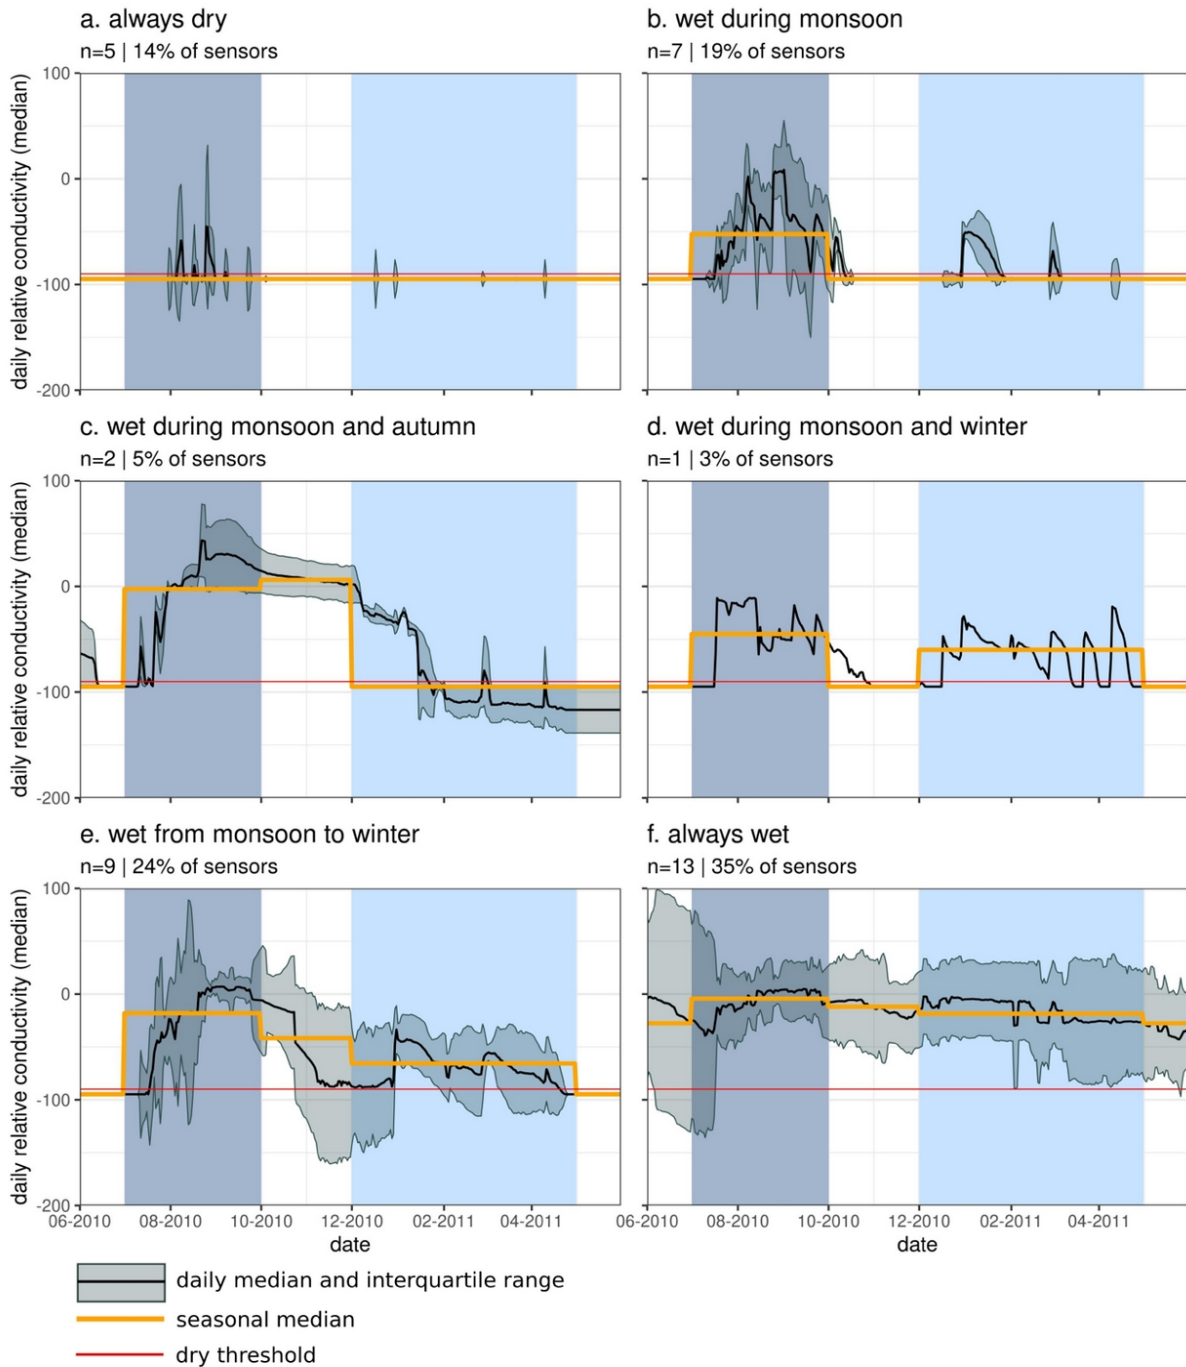 a. always dry
n=5 | 14% of sensors
b. wet during monsoon
n=7 | 19% of sensors
daily relative conductivity (median)
100
0
-100
-200
c. wet during monsoon and autumn
n=2 | 5% of sensors
d. wet during monsoon and winter
n=1 | 3% of sensors
daily relative conductivity (median)
100
0
-100
-200
e. wet from monsoon to winter
n=9 | 24% of sensors
f. always wet
n=13 | 35% of sensors
daily relative conductivity (median)
100
0
-100
-200
06-2010 08-2010 10-2010 12-2010 02-2011 04-2011
06-2010 08-2010 10-2010 12-2010 02-2011 04-2011
date
date
daily median and interquartile range
seasonal median
dry threshold